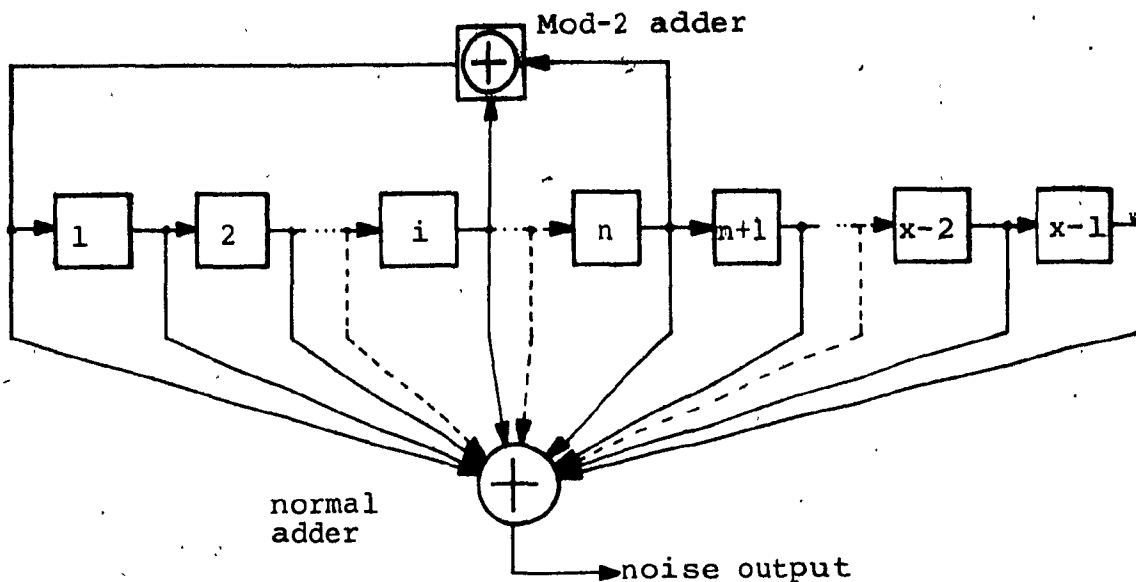 Mod-2 adder
1 2 i n n+1 x-2 x-1
normal
adder
noise output